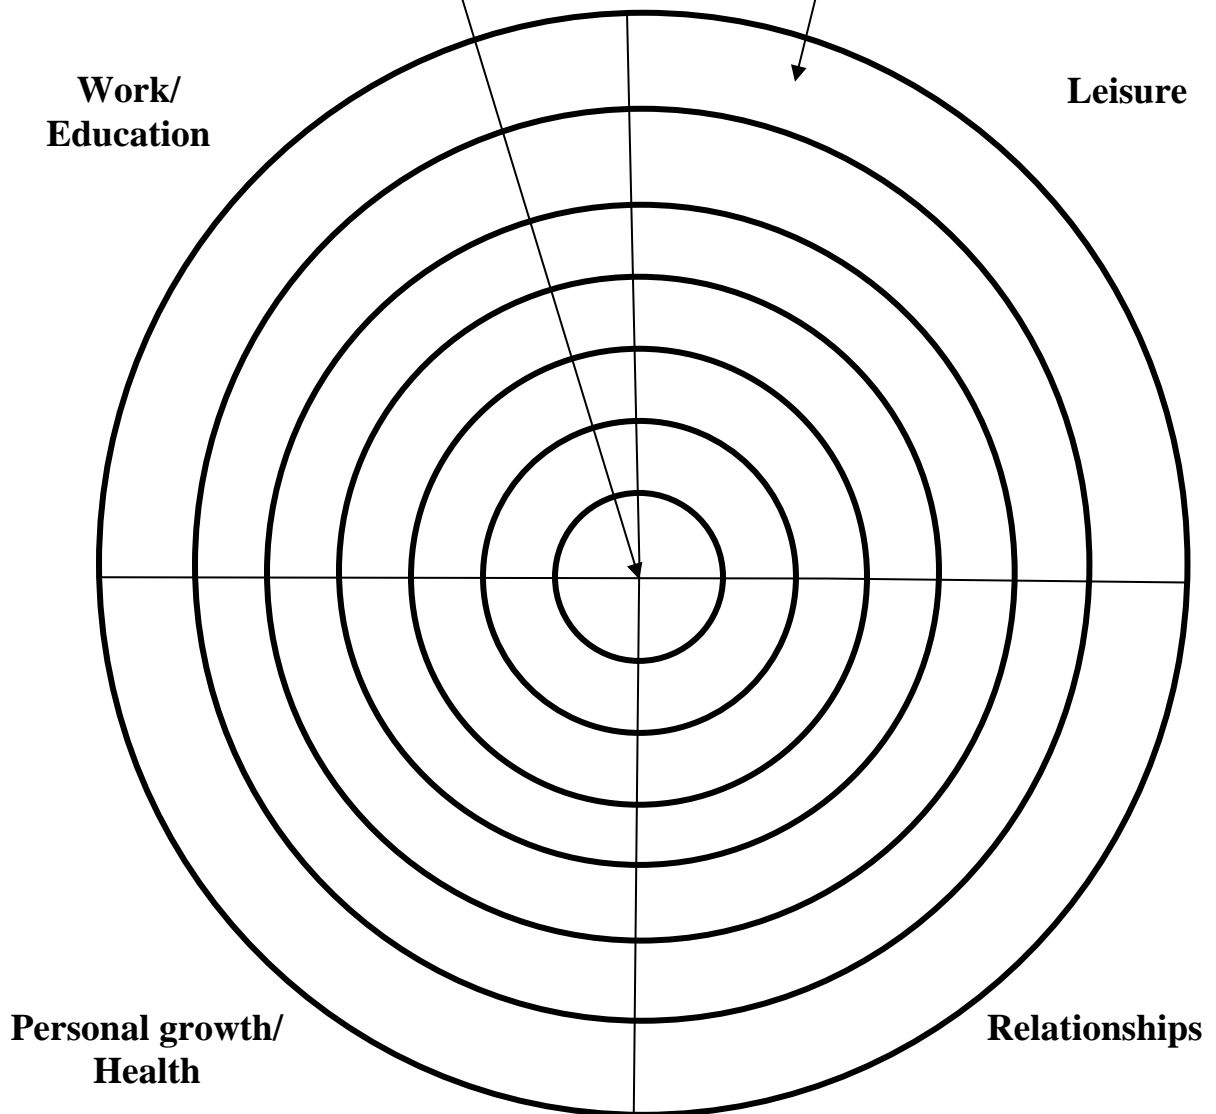 Work/
Education
Leisure
Personal growth/
Health
Relationships